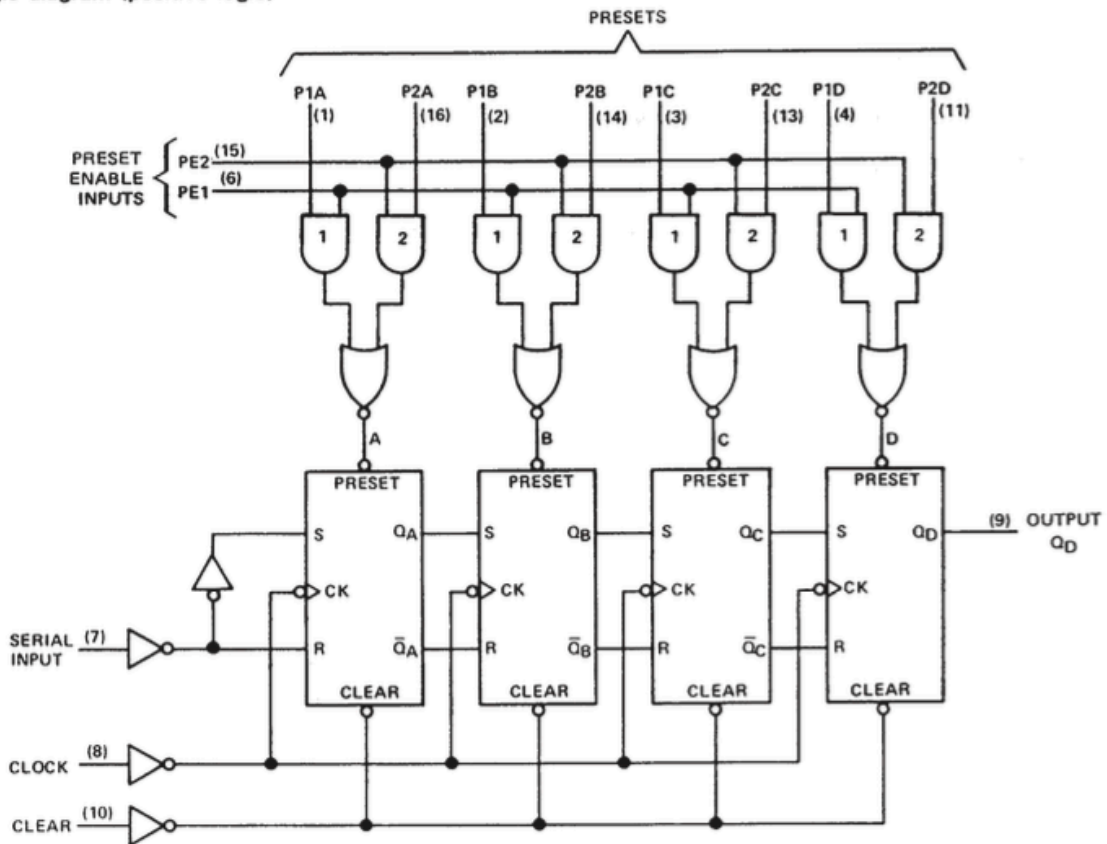 PRESETS
P1A P2A P1B P2B P1C P2C P1D P2D
(1) (16) (2) (14) (3) (13) (4) (11)
PRESET
ENABLE
INPUTS
PE2 (15)
PE1 (6)
1 2 1 2 1 2 1 2
A B C D
PRESET PRESET PRESET PRESET
S QA S QB S QC S QD (9) OUTPUT
QD
CK CK CK CK
SERIAL (7)
INPUT
R Q̄A R Q̄B R Q̄C R
CLEAR CLEAR CLEAR CLEAR
CLOCK (8)
CLEAR (10)